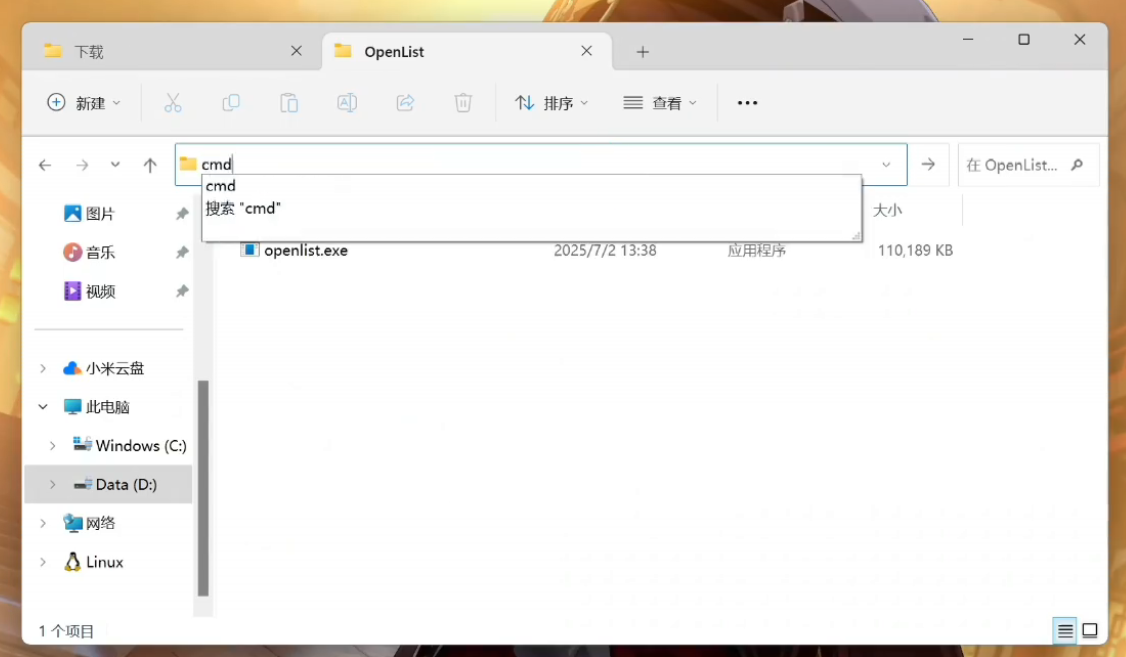 下载
OpenList
新建
排序
查看
cmd
在 OpenList...
cmd
搜索 "cmd"
大小
图片
音乐
视频
openlist.exe 2025/7/2 13:38 应用程序 110,189 KB
小米云盘
此电脑
Windows (C:)
Data (D:)
网络
Linux
1 个项目